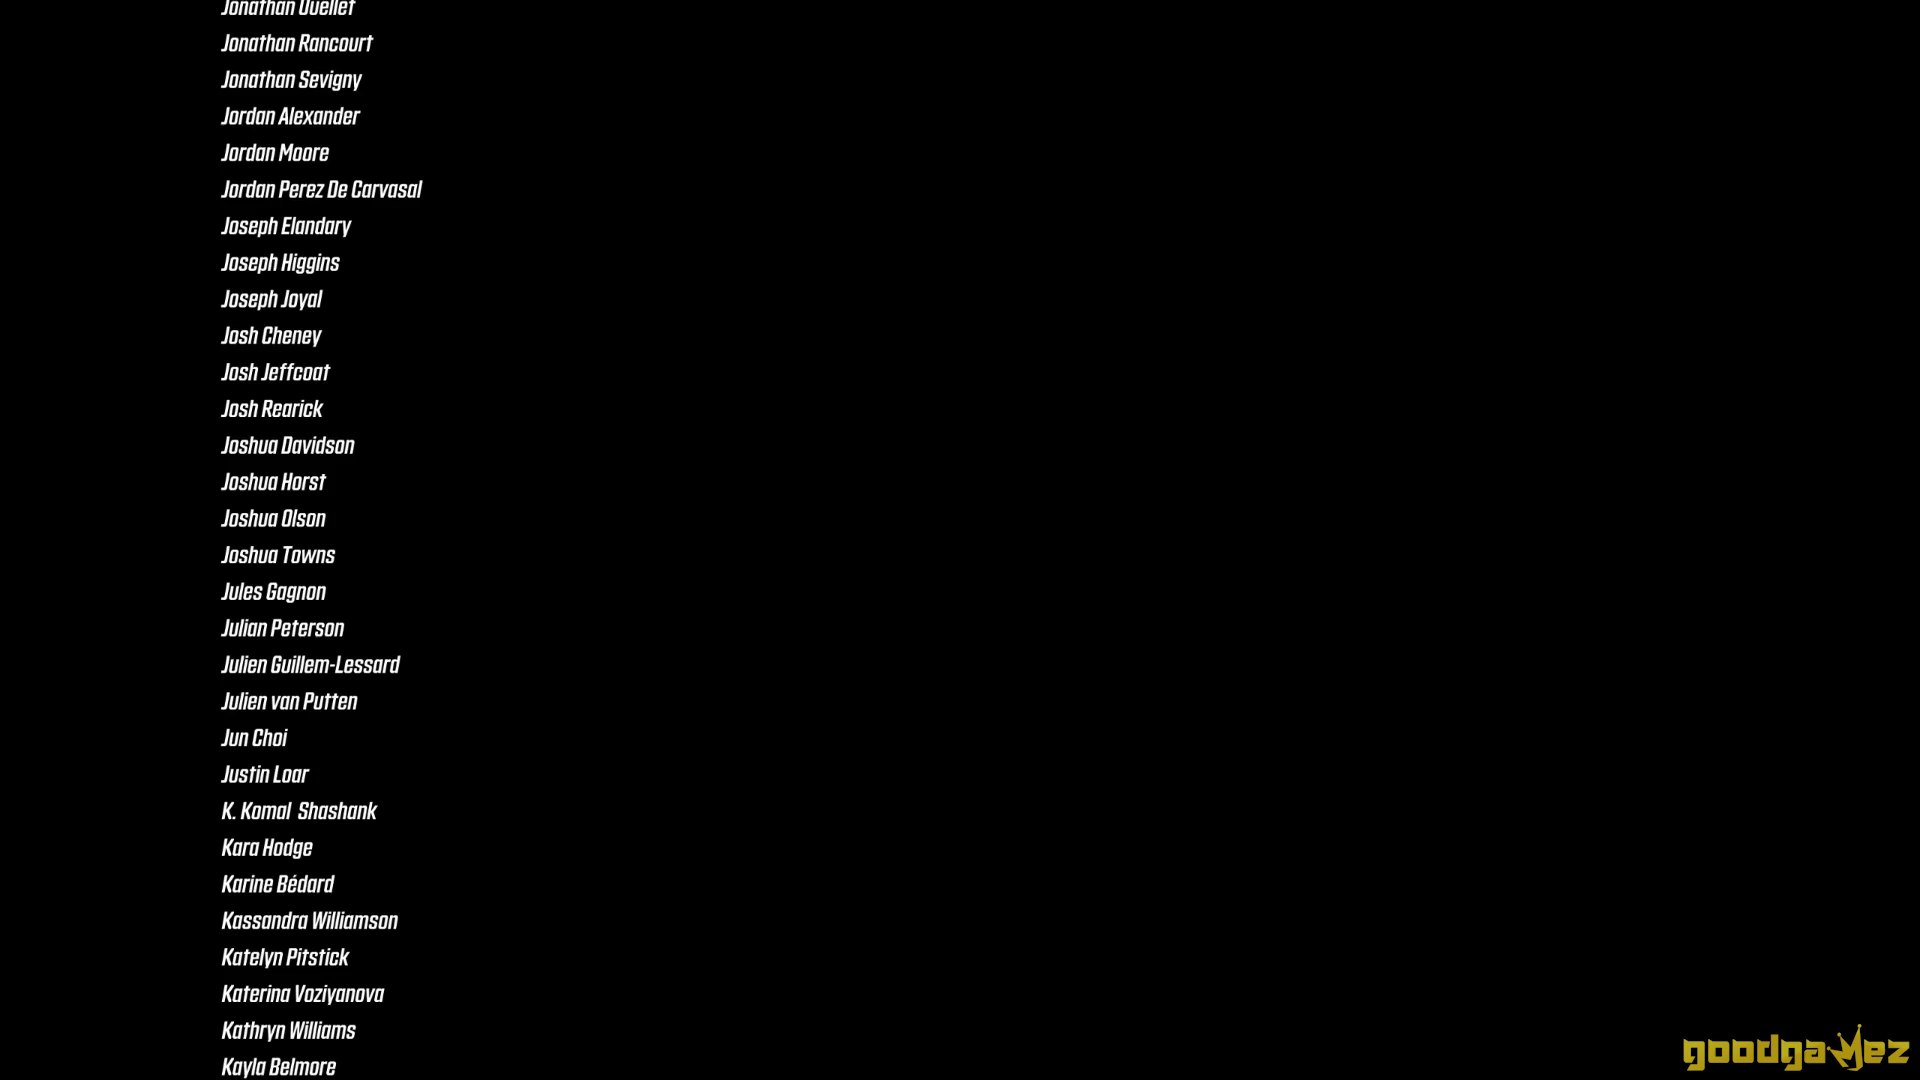 Jonathan Ouellet
Jonathan Rancourt
Jonathan Sevigny
Jordan Alexander
Jordan Moore
Jordan Perez De Carvasal
Joseph Elandary
Joseph Higgins
Joseph Joyal
Josh Cheney
Josh Jeffcoat
Josh Rearick
Joshua Davidson
Joshua Horst
Joshua Olson
Joshua Towns
Jules Gagnon
Julian Peterson
Julien Guillem-Lessard
Julien van Putten
Jun Choi
Justin Loar
K. Komal  Shashank
Kara Hodge
Karine Bédard
Kassandra Williamson
Katelyn Pitstick
Katerina Voziyanova
Kathryn Williams
Kayla Belmore
goodgamez